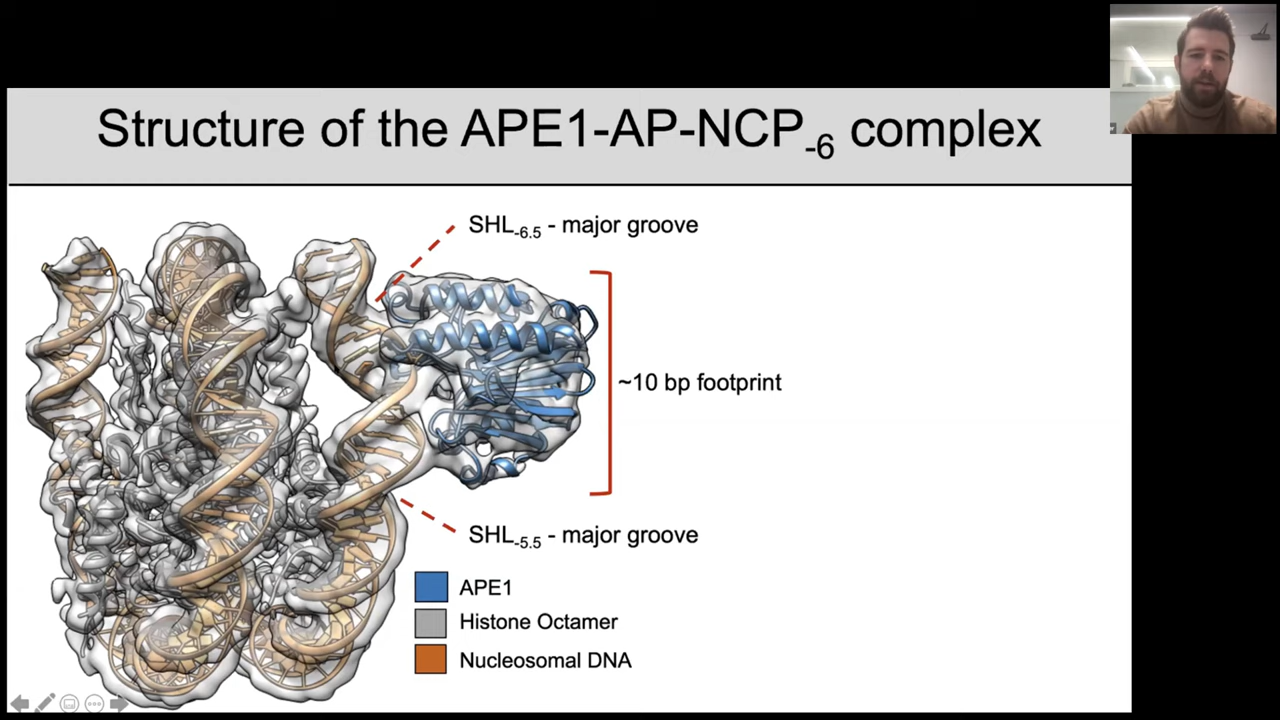 Structure of the APE1-AP-NCP-6 complex
SHL-6.5 - major groove
~10 bp footprint
SHL-5.5 - major groove
APE1
Histone Octamer
Nucleosomal DNA